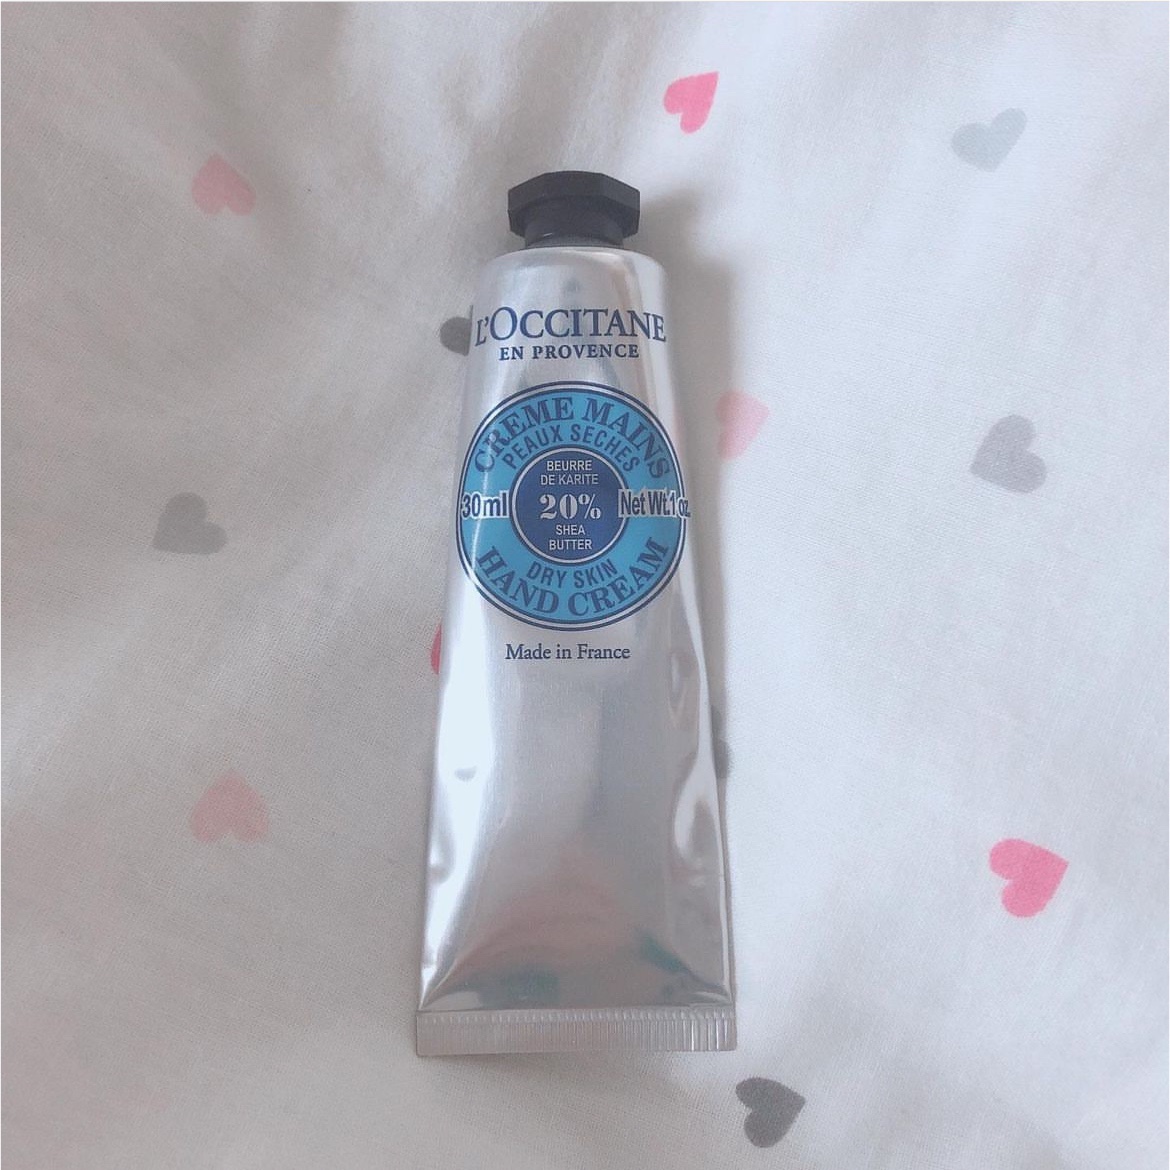 L'OCCITANE
EN PROVENCE
CREME MAINS
PEAUX SECHES
BEURRE
DE KARITE
30ml
20%
Net Wt.1 oz.
SHEA
BUTTER
DRY SKIN
HAND CREAM
Made in France